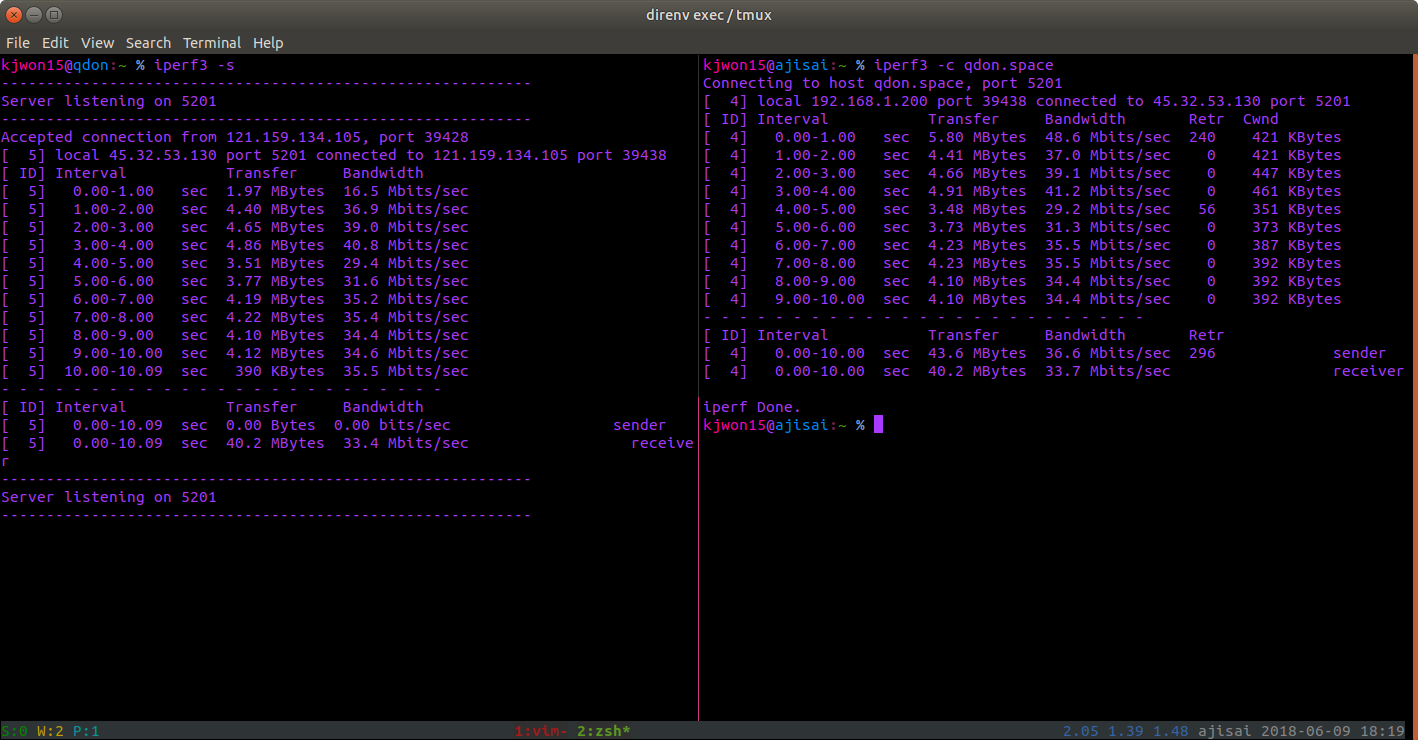 direnv exec / tmux
File Edit View Search Terminal Help
kjwon15@qdon:~ % iperf3 -s
-----------------------------------------------------------
Server listening on 5201
-----------------------------------------------------------
Accepted connection from 121.159.134.105, port 39428
[  5] local 45.32.53.130 port 5201 connected to 121.159.134.105 port 39438
[ ID] Interval           Transfer     Bandwidth
[  5]   0.00-1.00   sec  1.97 MBytes  16.5 Mbits/sec
[  5]   1.00-2.00   sec  4.40 MBytes  36.9 Mbits/sec
[  5]   2.00-3.00   sec  4.65 MBytes  39.0 Mbits/sec
[  5]   3.00-4.00   sec  4.86 MBytes  40.8 Mbits/sec
[  5]   4.00-5.00   sec  3.51 MBytes  29.4 Mbits/sec
[  5]   5.00-6.00   sec  3.77 MBytes  31.6 Mbits/sec
[  5]   6.00-7.00   sec  4.19 MBytes  35.2 Mbits/sec
[  5]   7.00-8.00   sec  4.22 MBytes  35.4 Mbits/sec
[  5]   8.00-9.00   sec  4.10 MBytes  34.4 Mbits/sec
[  5]   9.00-10.00  sec  4.12 MBytes  34.6 Mbits/sec
[  5]  10.00-10.09  sec   390 KBytes  35.5 Mbits/sec
- - - - - - - - - - - - - - - - - - - - - - - - -
[ ID] Interval           Transfer     Bandwidth
[  5]   0.00-10.09  sec  0.00 Bytes  0.00 bits/sec                  sender
[  5]   0.00-10.09  sec  40.2 MBytes  33.4 Mbits/sec                  receive
r
-----------------------------------------------------------
Server listening on 5201
-----------------------------------------------------------
kjwon15@ajisai:~ % iperf3 -c qdon.space
Connecting to host qdon.space, port 5201
[  4] local 192.168.1.200 port 39438 connected to 45.32.53.130 port 5201
[ ID] Interval           Transfer     Bandwidth       Retr  Cwnd
[  4]   0.00-1.00   sec  5.80 MBytes  48.6 Mbits/sec  240    421 KBytes
[  4]   1.00-2.00   sec  4.41 MBytes  37.0 Mbits/sec    0    421 KBytes
[  4]   2.00-3.00   sec  4.66 MBytes  39.1 Mbits/sec    0    447 KBytes
[  4]   3.00-4.00   sec  4.91 MBytes  41.2 Mbits/sec    0    461 KBytes
[  4]   4.00-5.00   sec  3.48 MBytes  29.2 Mbits/sec   56    351 KBytes
[  4]   5.00-6.00   sec  3.73 MBytes  31.3 Mbits/sec    0    373 KBytes
[  4]   6.00-7.00   sec  4.23 MBytes  35.5 Mbits/sec    0    387 KBytes
[  4]   7.00-8.00   sec  4.23 MBytes  35.5 Mbits/sec    0    392 KBytes
[  4]   8.00-9.00   sec  4.10 MBytes  34.4 Mbits/sec    0    392 KBytes
[  4]   9.00-10.00  sec  4.10 MBytes  34.4 Mbits/sec    0    392 KBytes
- - - - - - - - - - - - - - - - - - - - - - - - -
[ ID] Interval           Transfer     Bandwidth       Retr
[  4]   0.00-10.00  sec  43.6 MBytes  36.6 Mbits/sec  296             sender
[  4]   0.00-10.00  sec  40.2 MBytes  33.7 Mbits/sec                  receiver
iperf Done.
kjwon15@ajisai:~ %
S:0 W:2 P:1 1:vim- 2:zsh* 2.05 1.39 1.48 ajisai 2018-06-09 18:19